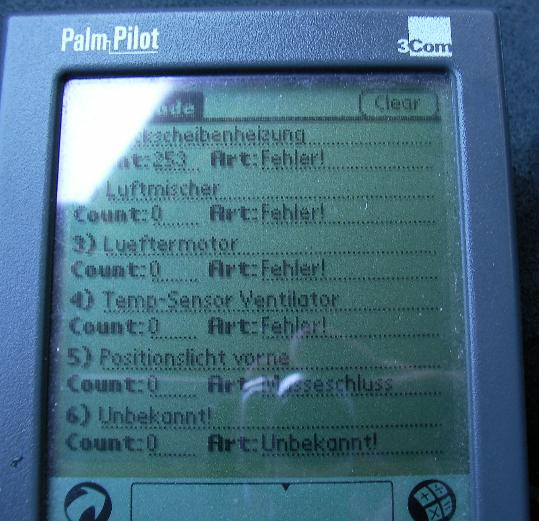 Palm Pilot
3Com
Clear
Count:253 Art:Fehler!
Luftmischer
Count:0 Art:Fehler!
3) Lueftermotor
Count:0 Art:Fehler!
4) Temp-Sensor Ventilator
Count:0 Art:Fehler!
5) Positionslicht vorne
Count:0 Art:Masseschluss
6) Unbekannt!
Count:0 Art:Unbekannt!